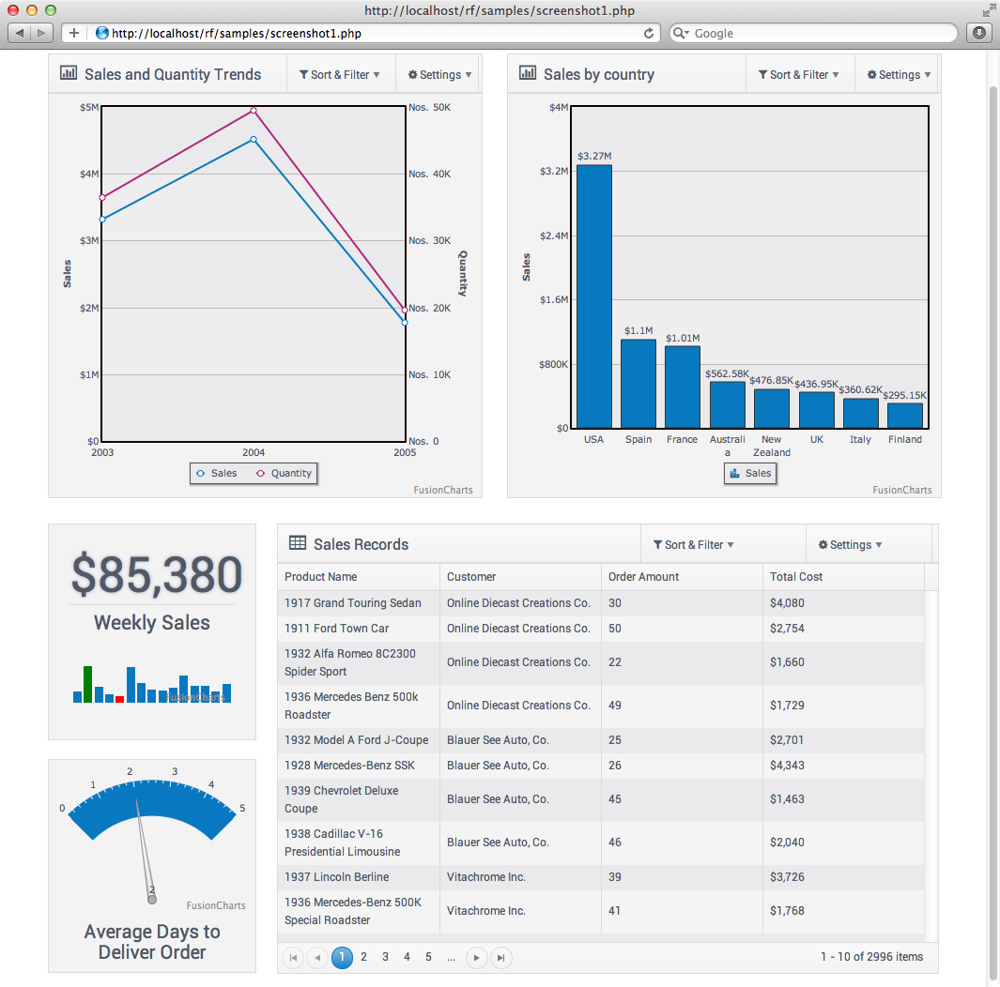 http://localhost/rf/samples/screenshot1.php
http://localhost/rf/samples/screenshot1.php
Google
Sales and Quantity Trends
Sort & Filter
Settings
$5M
$4M
$3M
$2M
$1M
$0
Sales
Nos. 50K
Nos. 40K
Nos. 30K
Nos. 20K
Nos. 10K
Nos. 0
Quantity
2003 2004 2005
Sales Quantity
FusionCharts
Sales by country
Sort & Filter
Settings
$4M
$3.2M
$2.4M
$1.6M
$800K
$0
Sales
$3.27M
$1.1M
$1.01M
$562.58K
$476.85K
$436.95K
$360.62K
$295.15K
USA
Spain
France
Australi
a
New
Zealand
UK
Italy
Finland
Sales
FusionCharts
$85,380
Weekly Sales
FusionCharts
0 1 2 3 4 5
2
FusionCharts
Average Days to
Deliver Order
Sales Records
Sort & Filter
Settings
Product Name Customer Order Amount Total Cost
1917 Grand Touring Sedan Online Diecast Creations Co. 30 $4,080
1911 Ford Town Car Online Diecast Creations Co. 50 $2,754
1932 Alfa Romeo 8C2300
Spider Sport Online Diecast Creations Co. 22 $1,660
1936 Mercedes Benz 500k
Roadster Online Diecast Creations Co. 49 $1,729
1932 Model A Ford J-Coupe Blauer See Auto, Co. 25 $2,701
1928 Mercedes-Benz SSK Blauer See Auto, Co. 26 $4,343
1939 Chevrolet Deluxe
Coupe Blauer See Auto, Co. 45 $1,463
1938 Cadillac V-16
Presidential Limousine Blauer See Auto, Co. 46 $2,040
1937 Lincoln Berline Vitachrome Inc. 39 $3,726
1936 Mercedes-Benz 500K
Special Roadster Vitachrome Inc. 41 $1,768
1 2 3 4 5 ...
1 - 10 of 2996 items